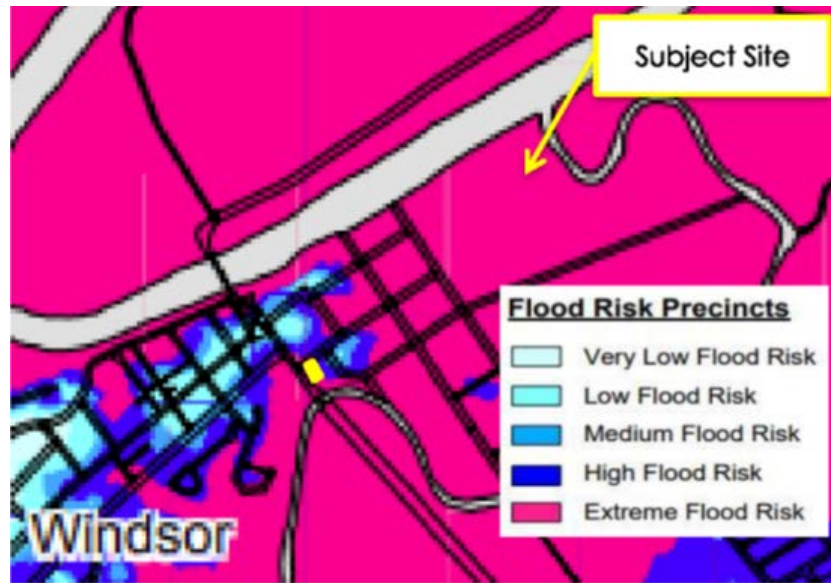 Subject Site
Flood Risk Precincts
Very Low Flood Risk
Low Flood Risk
Medium Flood Risk
High Flood Risk
Extreme Flood Risk
Windsor